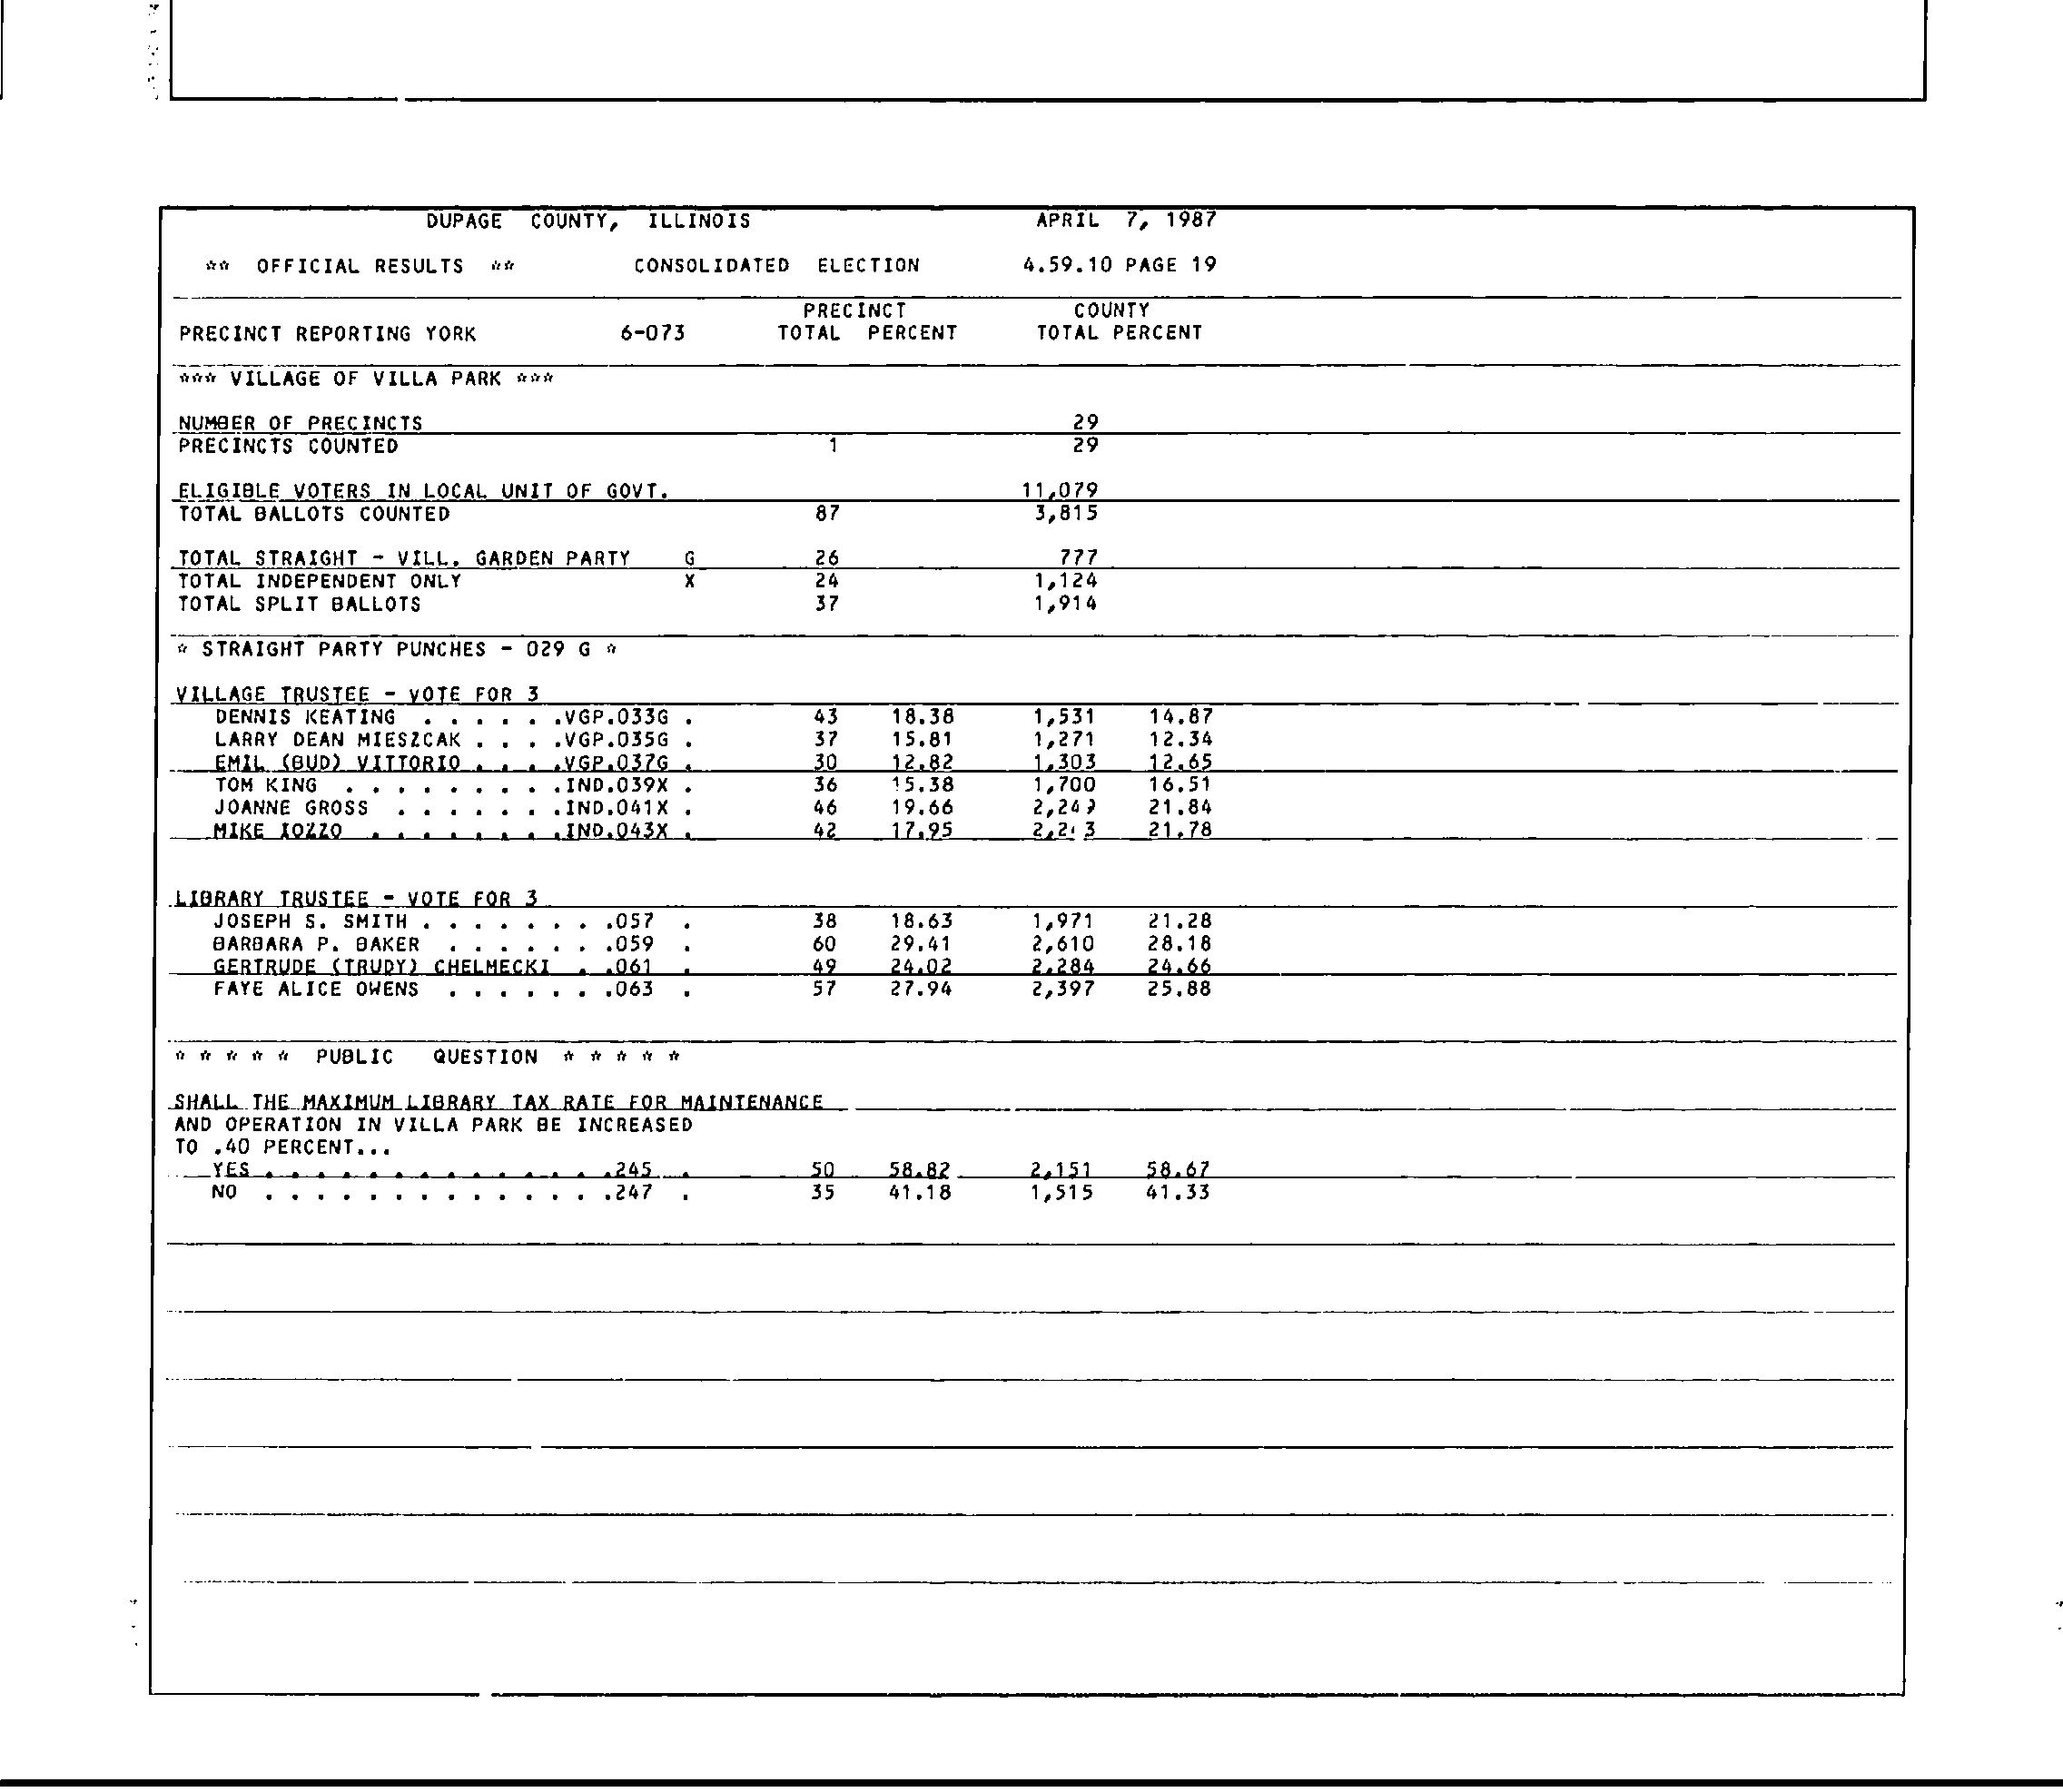 DUPAGE COUNTY, ILLINOIS APRIL 7, 1987
** OFFICIAL RESULTS ** CONSOLIDATED ELECTION 4.59.10 PAGE 19
PRECINCT COUNTY
PRECINCT REPORTING YORK 6-073 TOTAL PERCENT TOTAL PERCENT
*** VILLAGE OF VILLA PARK ***
NUMBER OF PRECINCTS 29
PRECINCTS COUNTED 1 29
ELIGIBLE VOTERS IN LOCAL UNIT OF GOVT. 11,079
TOTAL BALLOTS COUNTED 87 3,815
TOTAL STRAIGHT - VILL. GARDEN PARTY G 26 777
TOTAL INDEPENDENT ONLY X 24 1,124
TOTAL SPLIT BALLOTS 37 1,914
* STRAIGHT PARTY PUNCHES - 029 G *
VILLAGE TRUSTEE - VOTE FOR 3
DENNIS KEATING . . . . . .VGP.033G . 43 18.38 1,531 14.87
LARRY DEAN MIESZCAK . . . .VGP.035G . 37 15.81 1,271 12.34
EMIL (BUD) VITTORIO . . . .VGP.037G . 30 12.82 1,303 12.65
TOM KING . . . . . . . . .IND.039X . 36 15.38 1,700 16.51
JOANNE GROSS . . . . . . .IND.041X . 46 19.66 21.84
MIKE IOZZO . . . . . . . .IND.043X . 42 17.95 21.78
LIBRARY TRUSTEE - VOTE FOR 3
JOSEPH S. SMITH . . . . . . . .057 . 38 18.63 1,971 21.28
BARBARA P. BAKER . . . . . . .059 . 60 29.41 2,610 28.18
GERTRUDE (TRUDY) CHELMECKI . .061 . 49 24.02 2,284 24.66
FAYE ALICE OWENS . . . . . . .063 . 57 27.94 2,397 25.88
* * * * * PUBLIC QUESTION * * * * *
SHALL THE MAXIMUM LIBRARY TAX RATE FOR MAINTENANCE
AND OPERATION IN VILLA PARK BE INCREASED
TO .40 PERCENT...
YES . . . . . . . . . . . . . .245 . 50 58.82 2,151 58.67
NO . . . . . . . . . . . . . .247 . 35 41.18 1,515 41.33